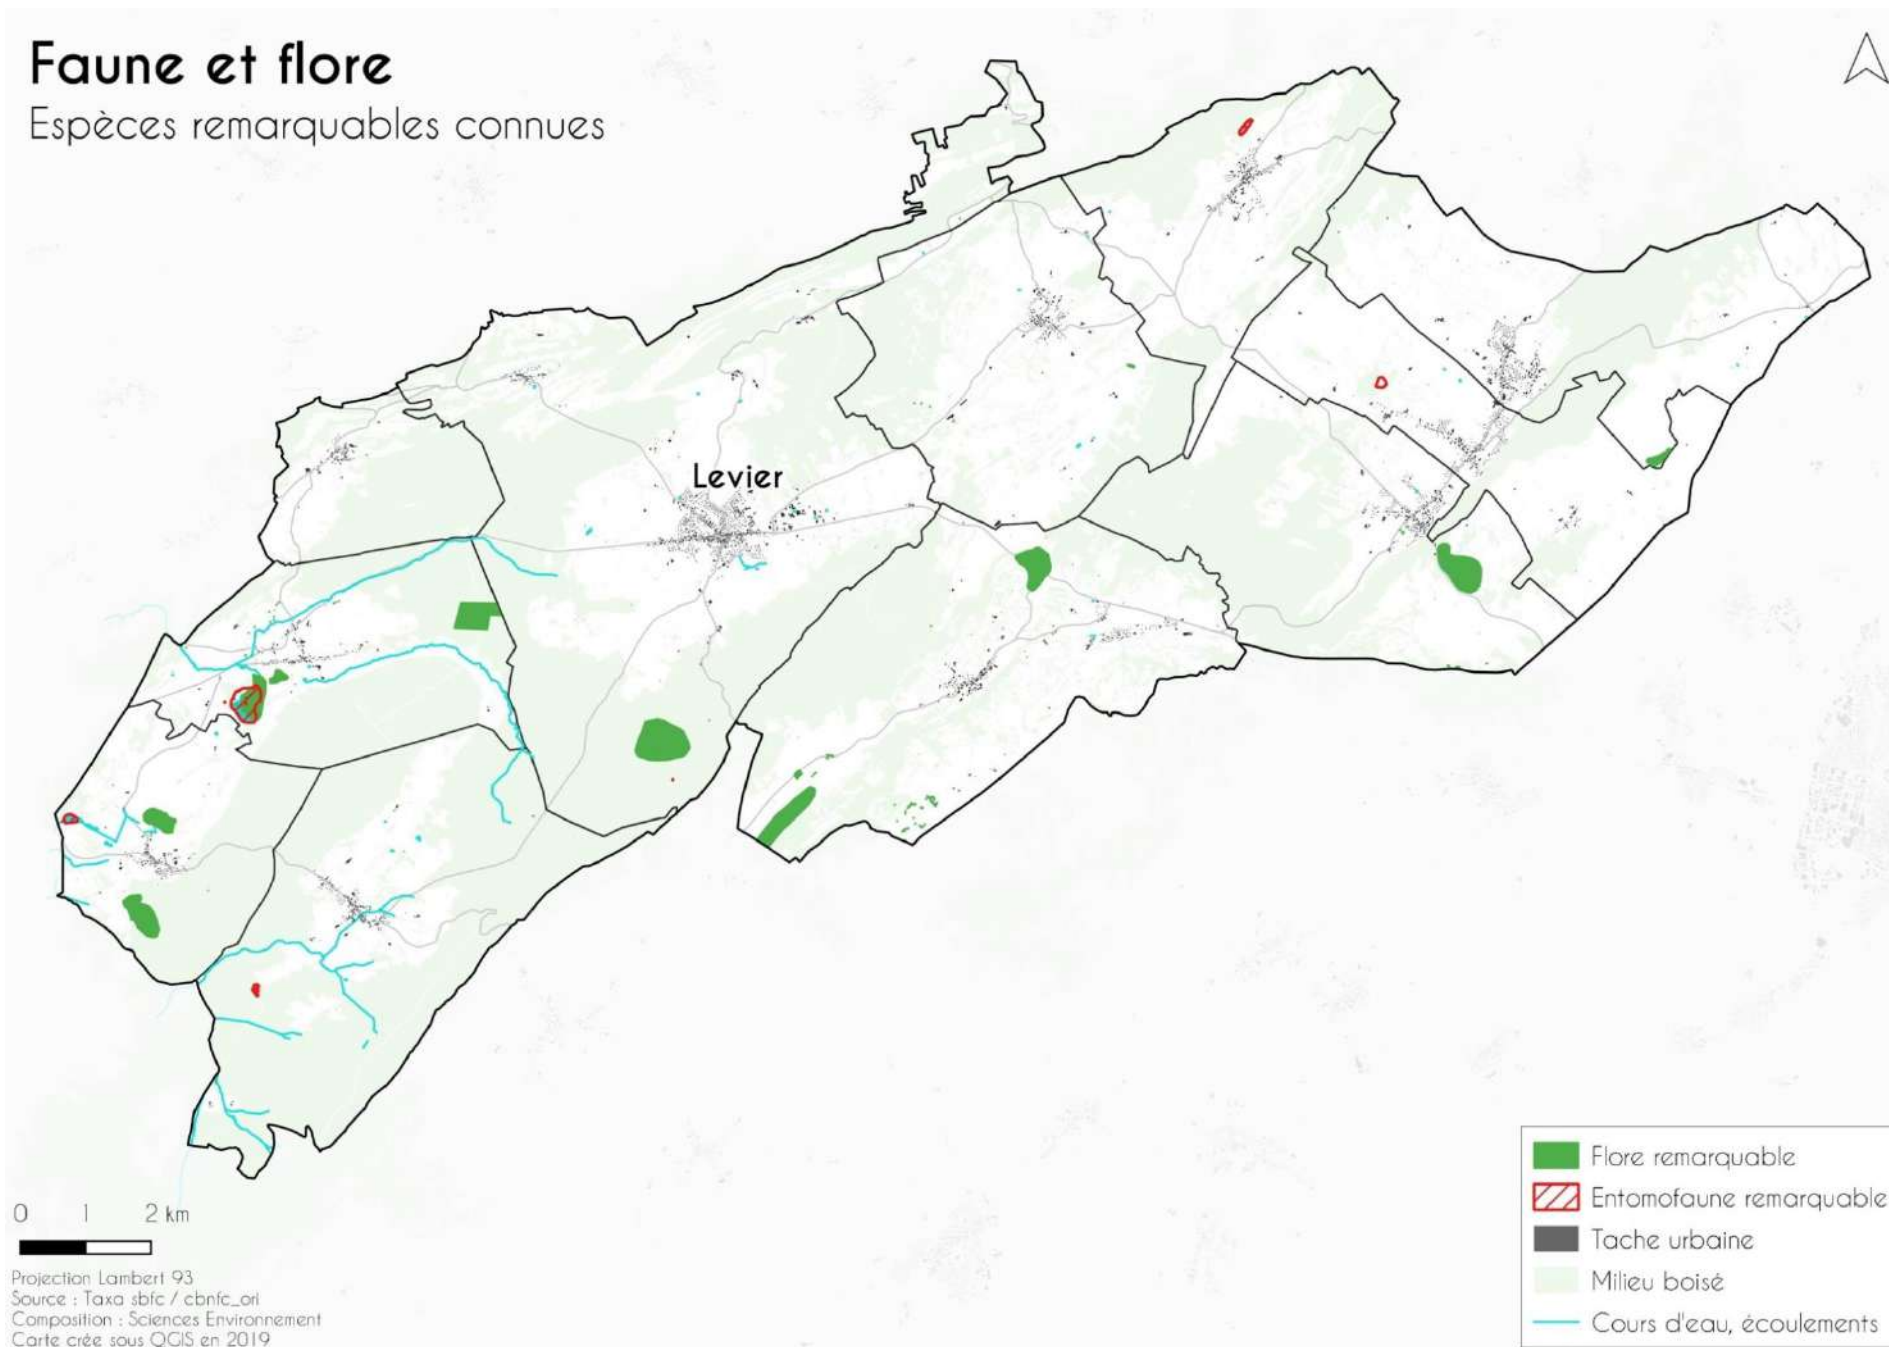 Faune et flore
Espèces remarquables connues
Levier
0 1 2 km
Projection Lambert 93
Source : Taxa sbfc / cbnfc_ori
Composition : Sciences Environnement
Carte crée sous QGIS en 2019
Flore remarquable
Entomofaune remarquable
Tache urbaine
Milieu boisé
Cours d'eau, écoulements